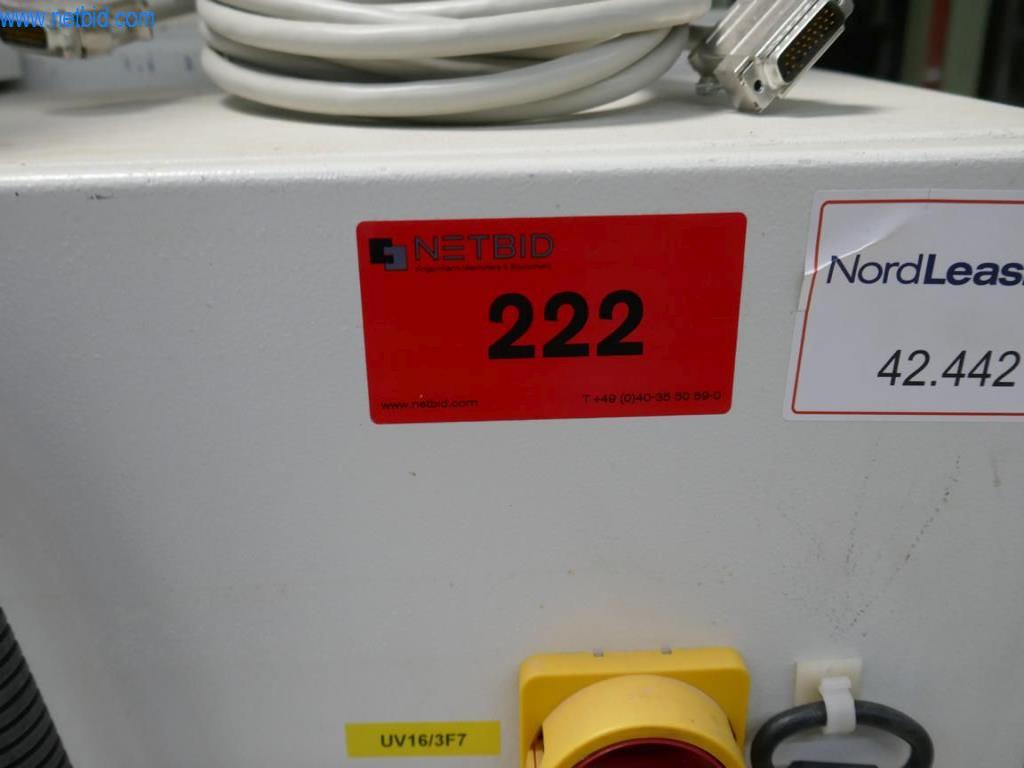 www.netbid.com
NETBID
222
www.netbid.com
T +49 (0)40-35 50 59-0
NordLeas
42.442
UV16/3F7